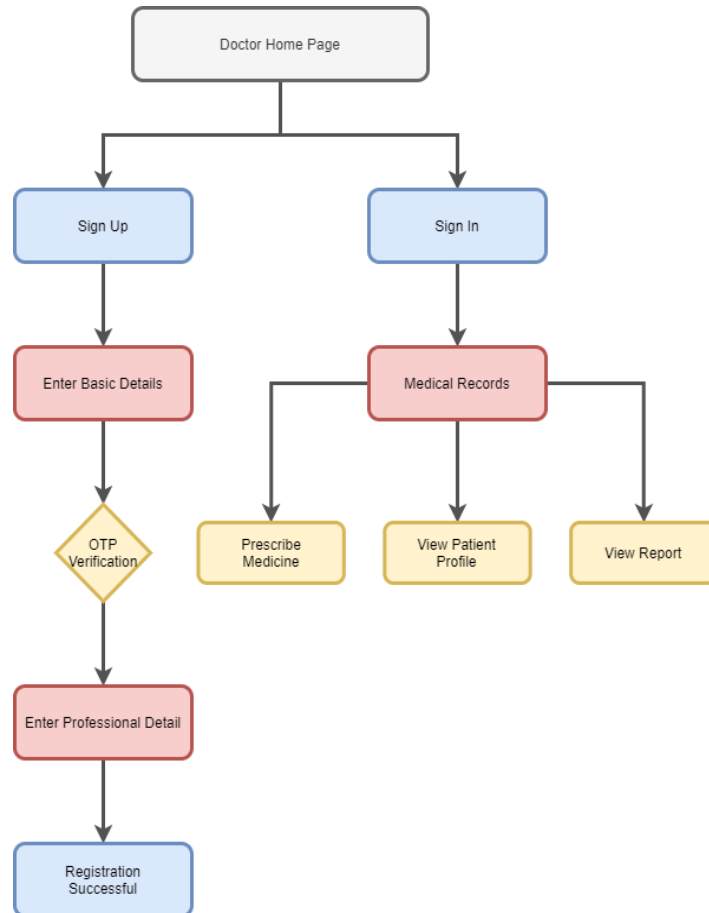 Doctor Home Page
Sign Up
Sign In
Enter Basic Details
Medical Records
OTP
Verification
Prescribe
Medicine
View Patient
Profile
View Report
Enter Professional Detail
Registration
Successful